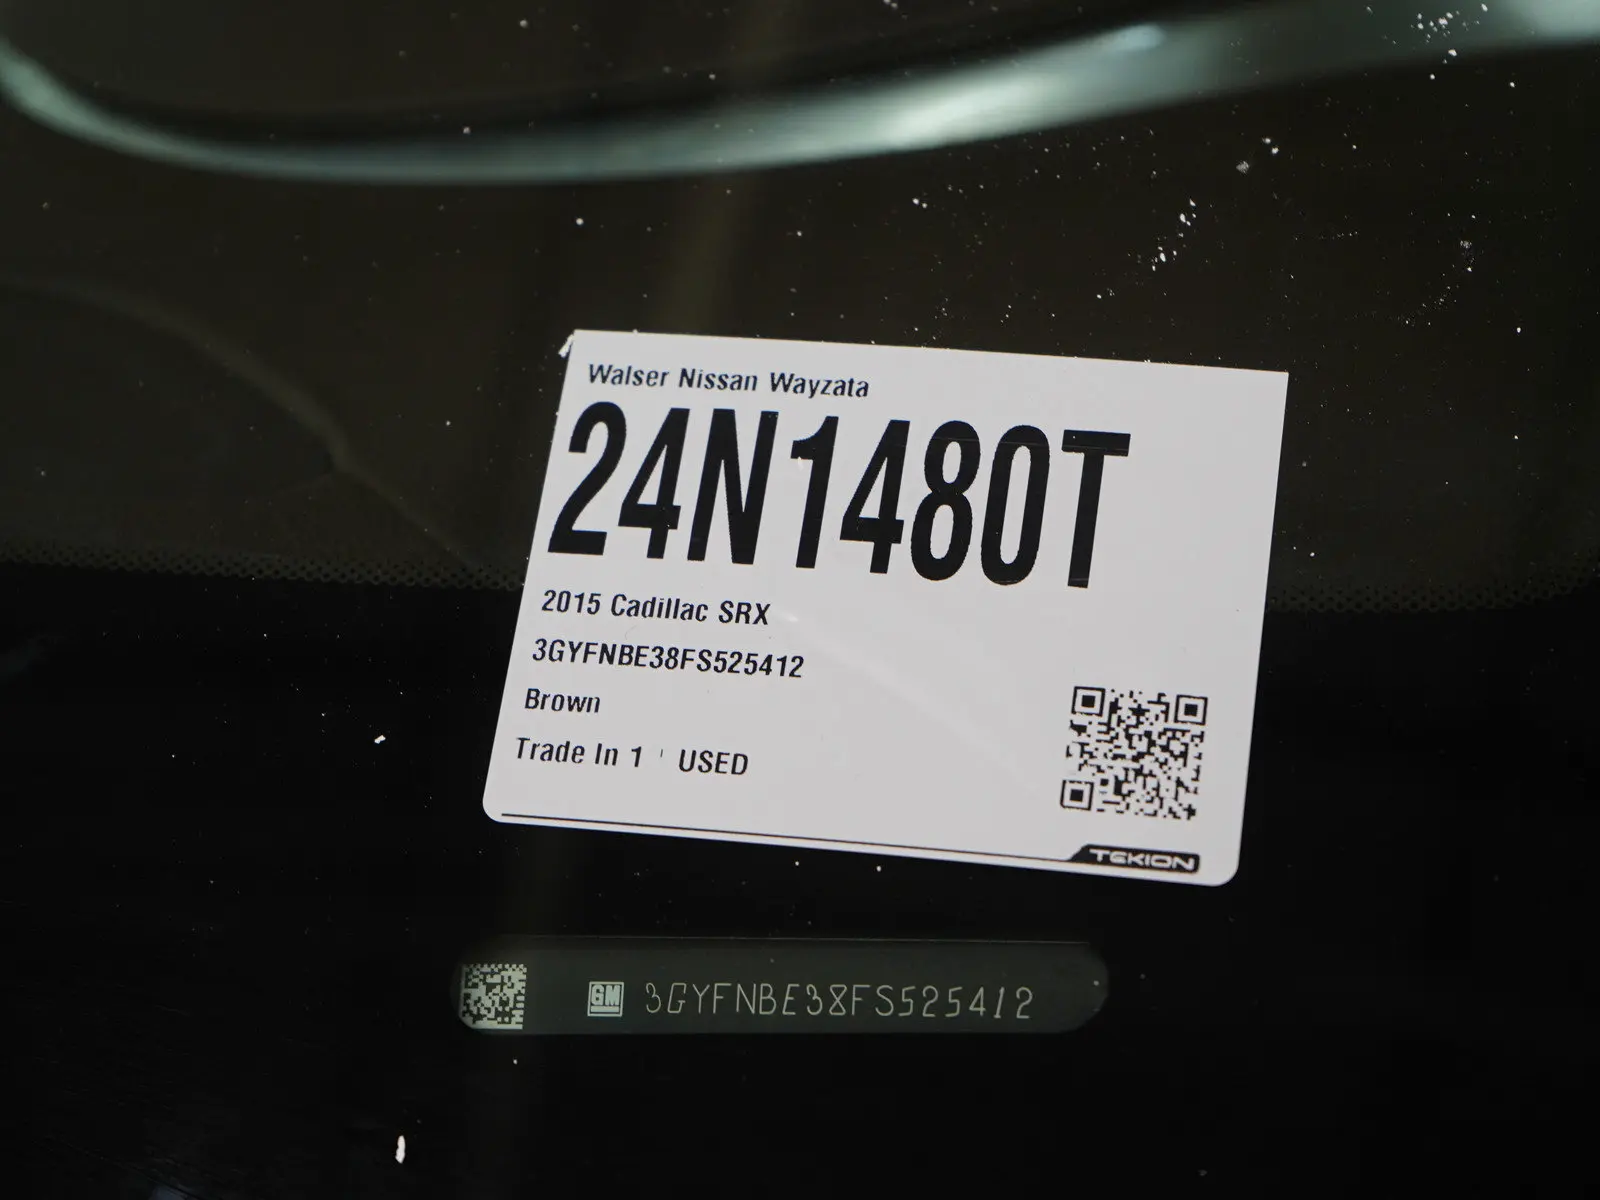 Walser Nissan Wayzata
24N1480T
2015 Cadillac SRX
3GYFNBE38FS525412
Brown
Trade In 1 ' USED
TEKION
GM 3GYFNBE38FS525412